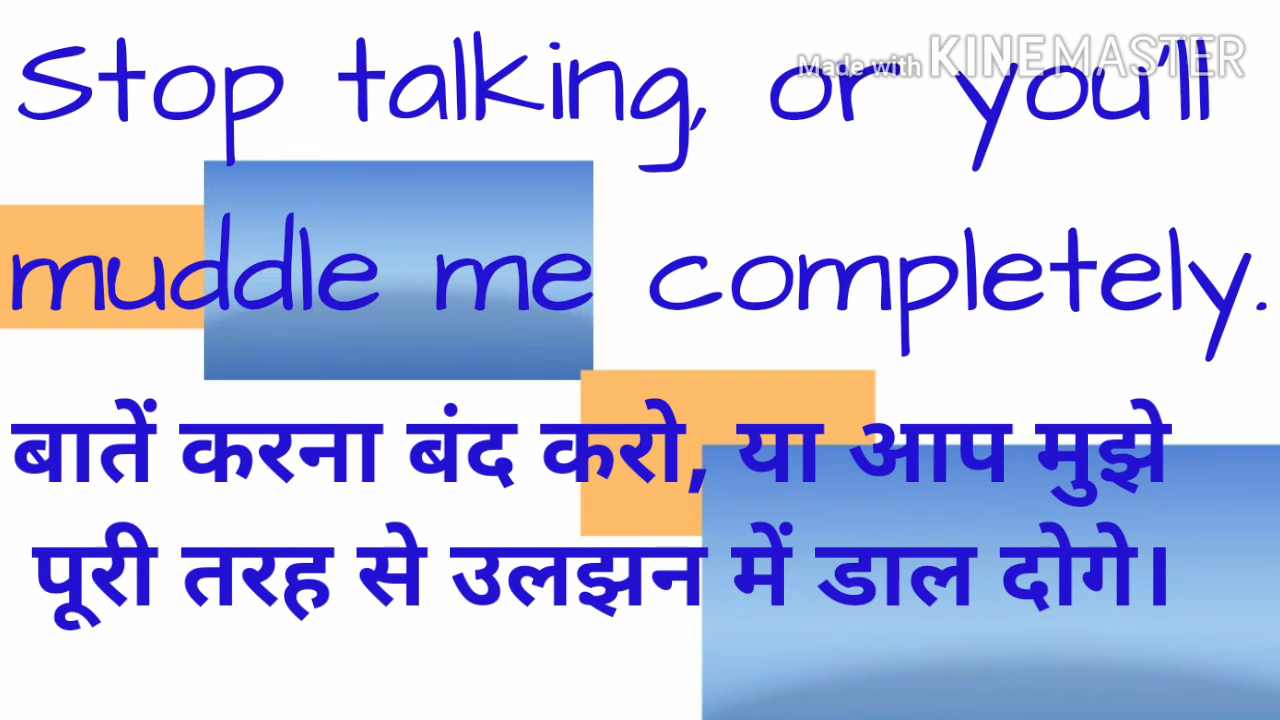 Made with KINEMASTER
Stop talking, or you'll
muddle me completely.
बातें करना बंद करो, या आप मुझे
पूरी तरह से उलझन में डाल दोगे।